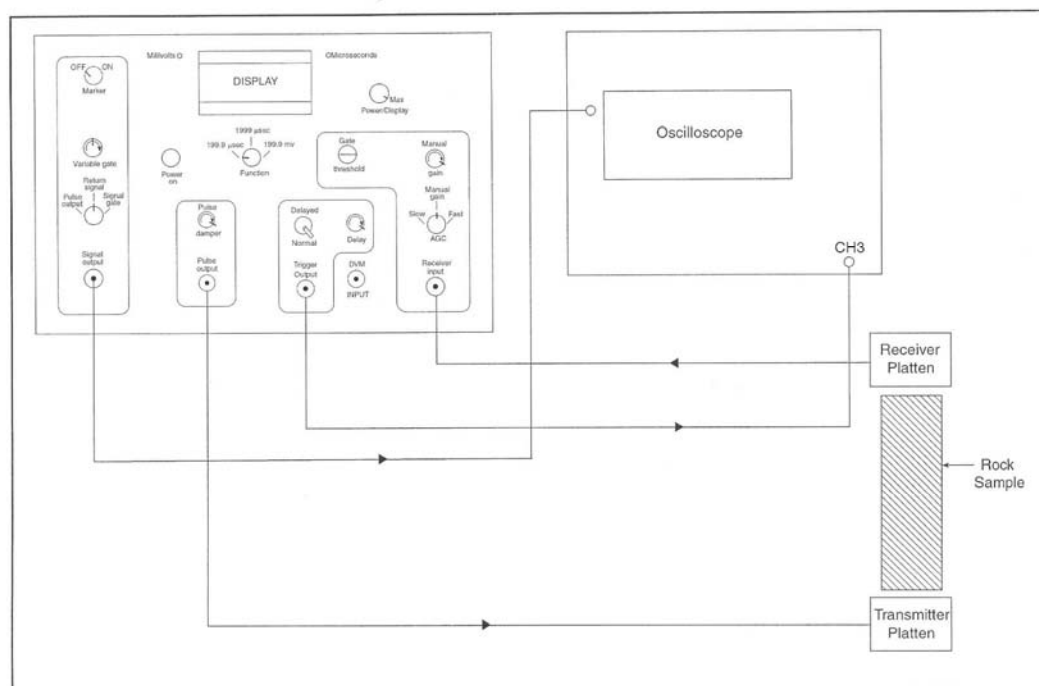 Millivolts O
DISPLAY
OMicroseconds
OFF ON
Marker
Max
Power/Display
Variable gate
Return
signal
Pulse
output
Signal
gate
Signal
output
Power
on
1999 µsec
199.9 µsec
199.9 mv
Function
Gate
threshold
Manual
gain
Manual
gain
Slow
Fast
AGC
Receiver
input
Pulse
damper
Pulse
output
Delayed
Normal
Delay
Trigger
Output
DVM
INPUT
Oscilloscope
CH3
Receiver
Platten
Rock
Sample
Transmitter
Platten